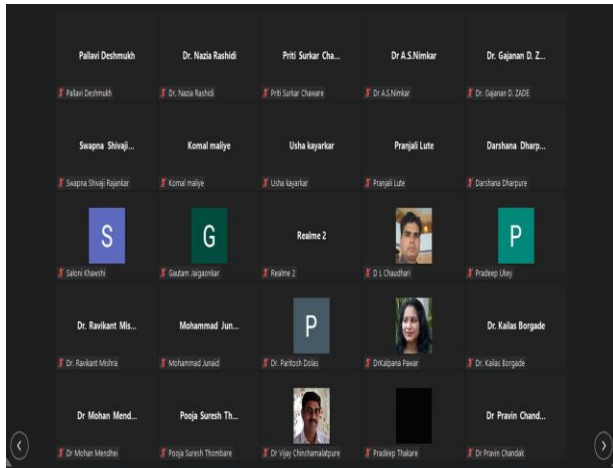 Pallavi Deshmukh
Dr. Nazia Rashidi
Priti Surkar Cha...
Dr A.S.Nimkar
Dr. Gajanan D. Z...
Pallavi Deshmukh
Dr. Nazia Rashidi
Priti Surkar Chaware
Dr A.S.Nimkar
Dr. Gajanan D. ZADE
Swapna Shivaji...
Komal maliye
Usha kayarkar
Pranjali Lute
Darshana Dharp...
Swapna Shivaji Rajankar
Komal maliye
Usha kayarkar
Pranjali Lute
Darshana Dharpure
S
G
Realme 2
P
Saloni Khawshi
Gautam Jaigaonkar
Realme 2
D L Chaudhari
Pradeep Ukey
Dr. Ravikant Mis...
Mohammad Jun...
P
Dr. Kailas Borgade
Dr. Ravikant Mishra
Mohammad Junaid
Dr. Paritosh Dolas
DrKalpana Pawar
Dr. Kailas Borgade
Dr Mohan Mend...
Pooja Suresh Th...
Dr Pravin Chand...
Dr Mohan Mendhei
Pooja Suresh Thombare
Dr Vijay Chinchamalatpure
Pradeep Thakare
Dr Pravin Chandak